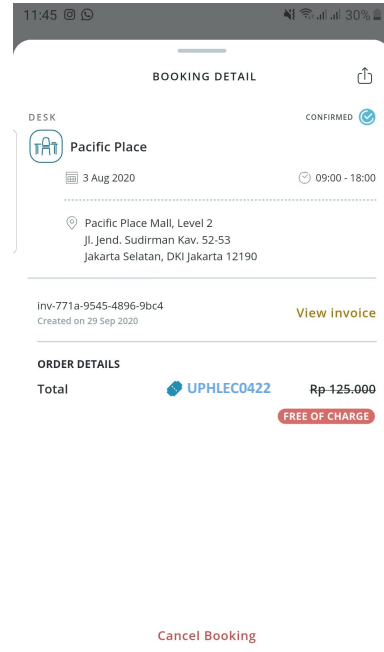 11:45 30%
BOOKING DETAIL
DESK CONFIRMED
Pacific Place
3 Aug 2020 09:00 - 18:00
Pacific Place Mall, Level 2
Jl. Jend. Sudirman Kav. 52-53
Jakarta Selatan, DKI Jakarta 12190
inv-771a-9545-4896-9bc4
Created on 29 Sep 2020
View invoice
ORDER DETAILS
Total UPHLEC0422 Rp 125.000
FREE OF CHARGE
Cancel Booking